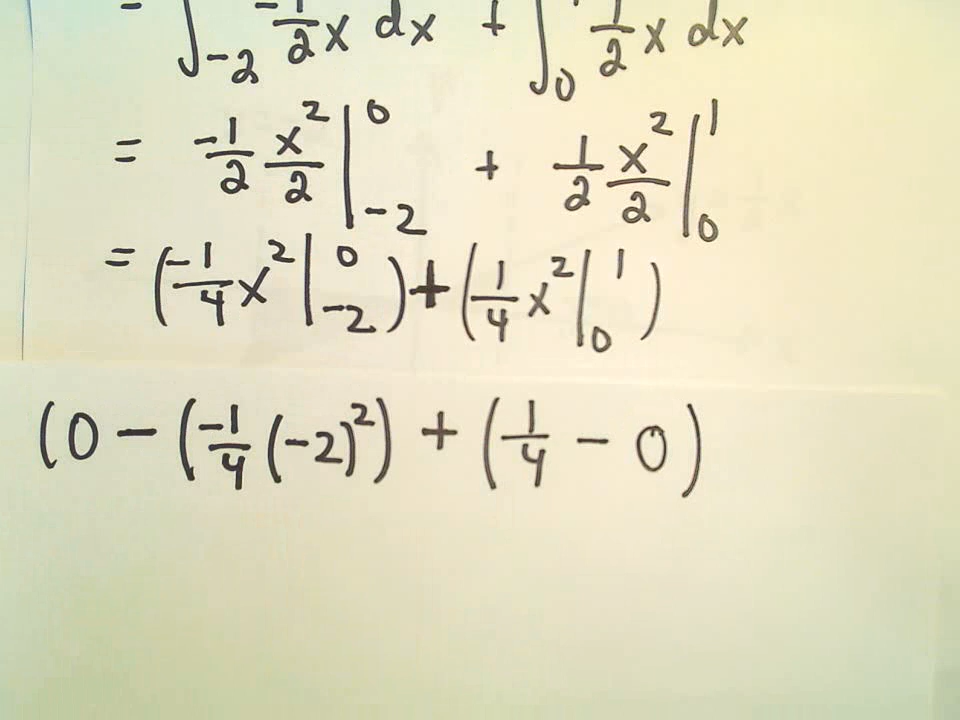 = ∫_{-2} -1/2 x dx + ∫_0 1/2 x dx
= -1/2 x²/2 |_{-2}^{0} + 1/2 x²/2 |_0^1
= (-1/4 x² |_{-2}^{0}) + (1/4 x² |_0^1)
(0 - (-1/4 (-2)²) + (1/4 - 0)